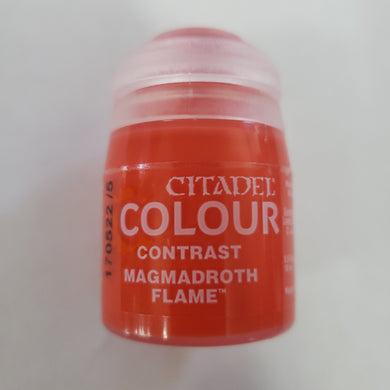 CITADEL
COLOUR
CONTRAST
MAGMADROTH
FLAME™
170522/5